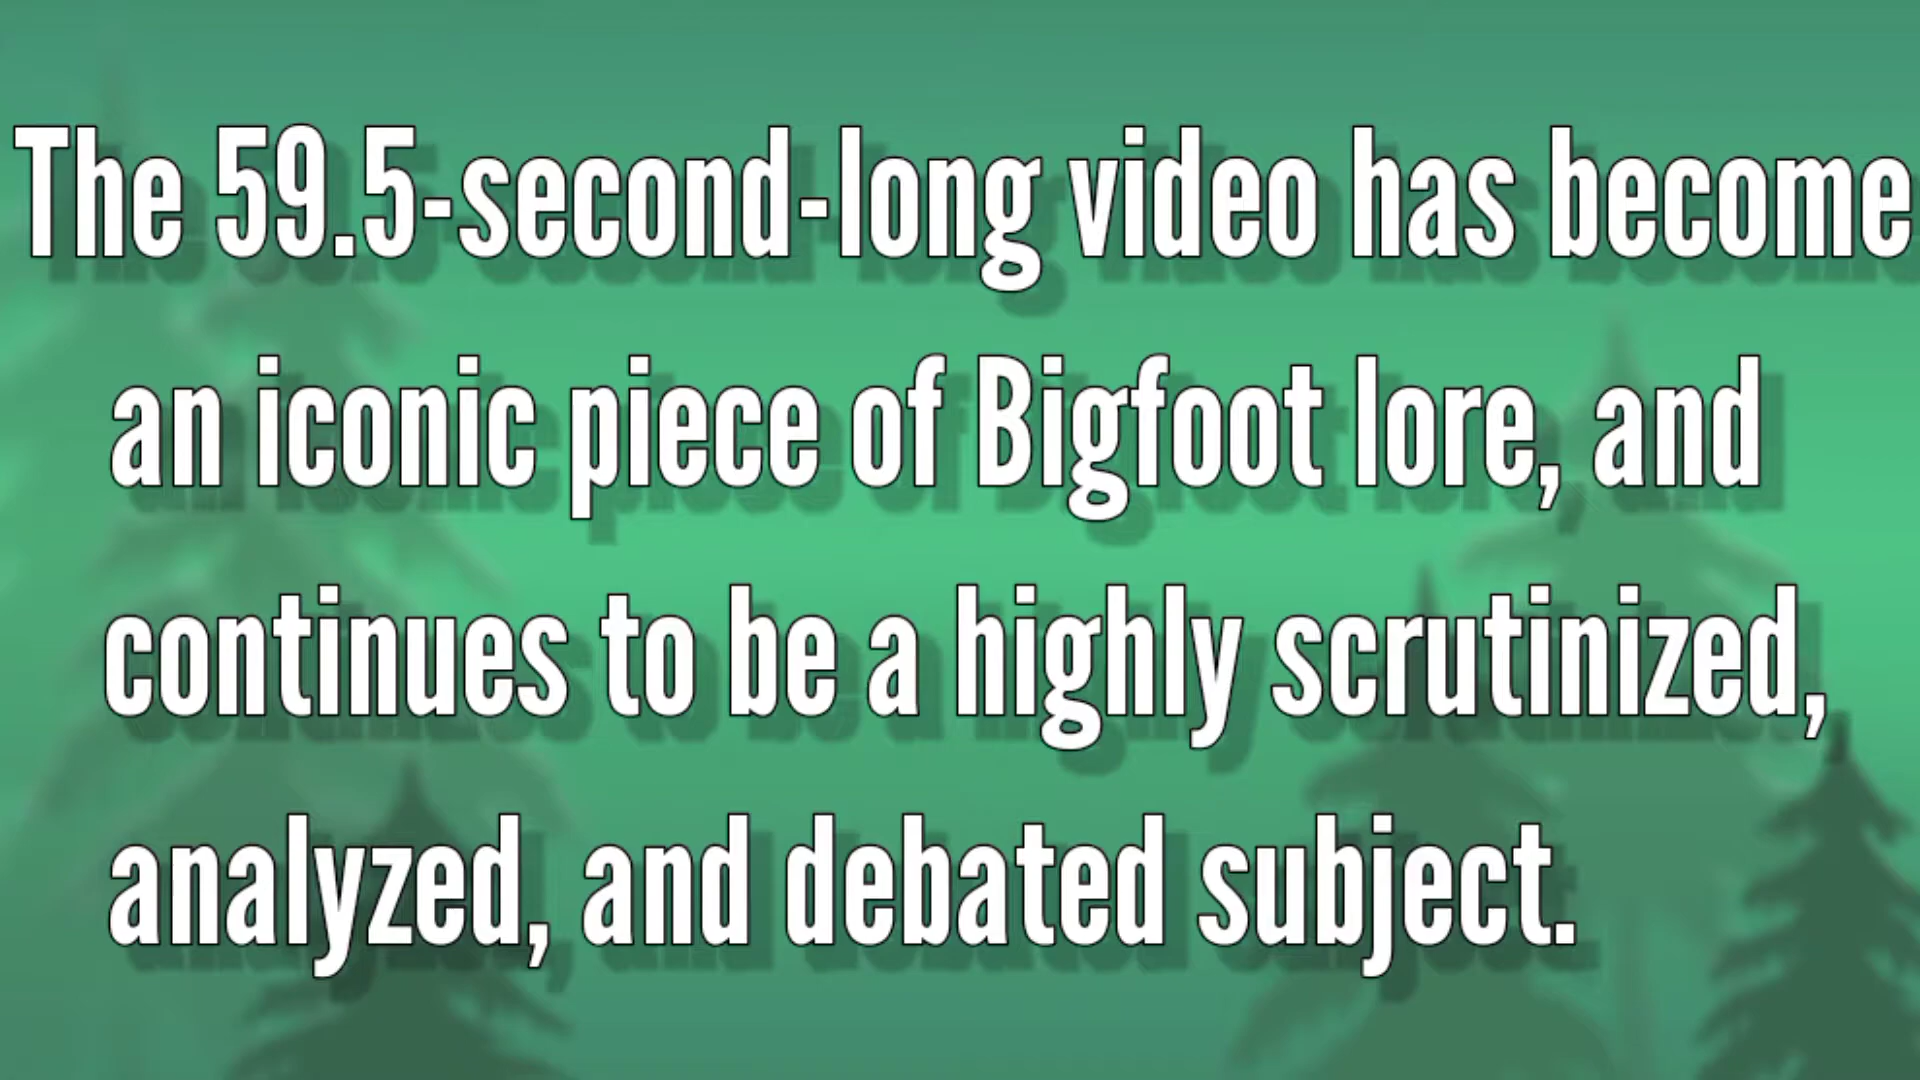 The 59.5-second-long video has become
an iconic piece of Bigfoot lore, and
continues to be a highly scrutinized,
analyzed, and debated subject.